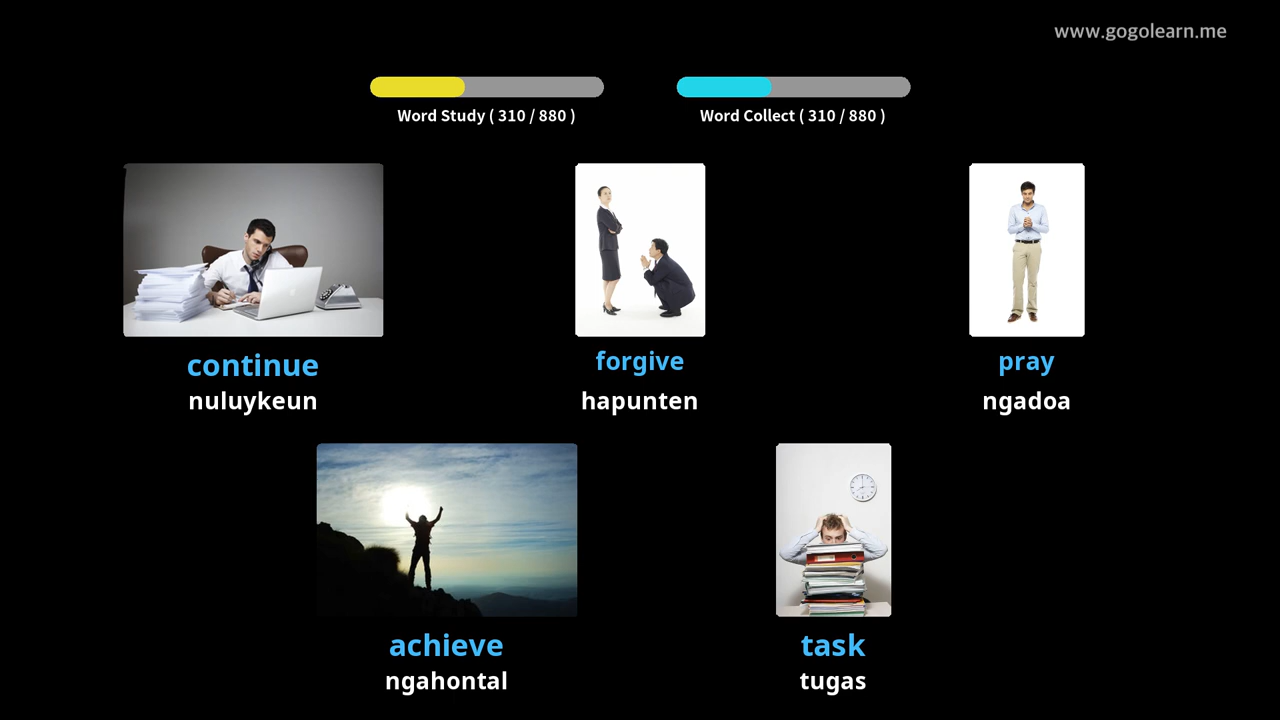 www.gogolearn.me
Word Study ( 310 / 880 )
Word Collect ( 310 / 880 )
continue
nuluykeun
forgive
hapunten
pray
ngadoa
achieve
ngahontal
task
tugas